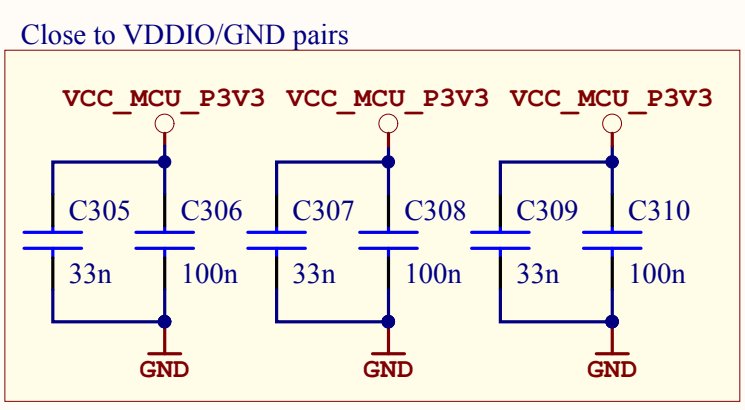 Close to VDDIO/GND pairs
VCC_MCU_P3V3 VCC_MCU_P3V3 VCC_MCU_P3V3
C305 C306 C307 C308 C309 C310
33n 100n 33n 100n 33n 100n
GND GND GND